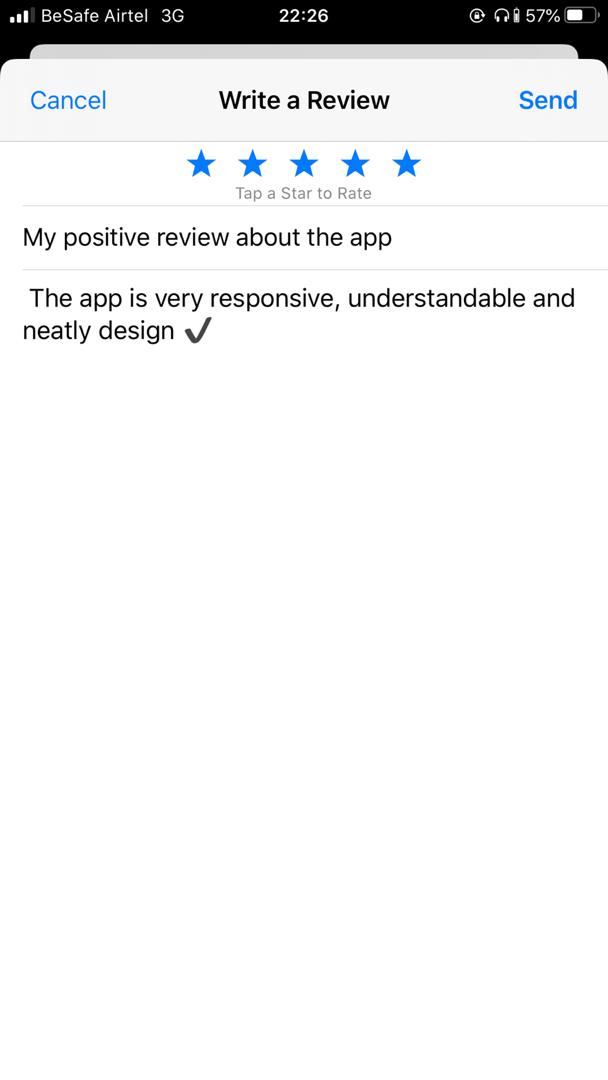 BeSafe Airtel 3G 22:26 57%
Cancel Write a Review Send
Tap a Star to Rate
My positive review about the app
The app is very responsive, understandable and
neatly design ✔